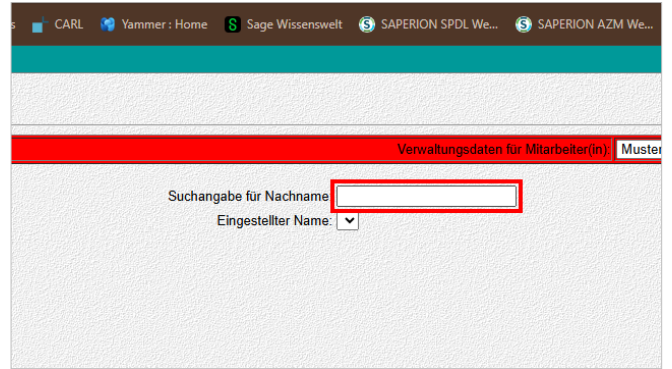 s CARL Yammer : Home Sage Wissenswelt SAPERION SPDL We... SAPERION AZM We...
Verwaltungsdaten für Mitarbeiter(in): Muster
Suchangabe für Nachname:
Eingestellter Name: